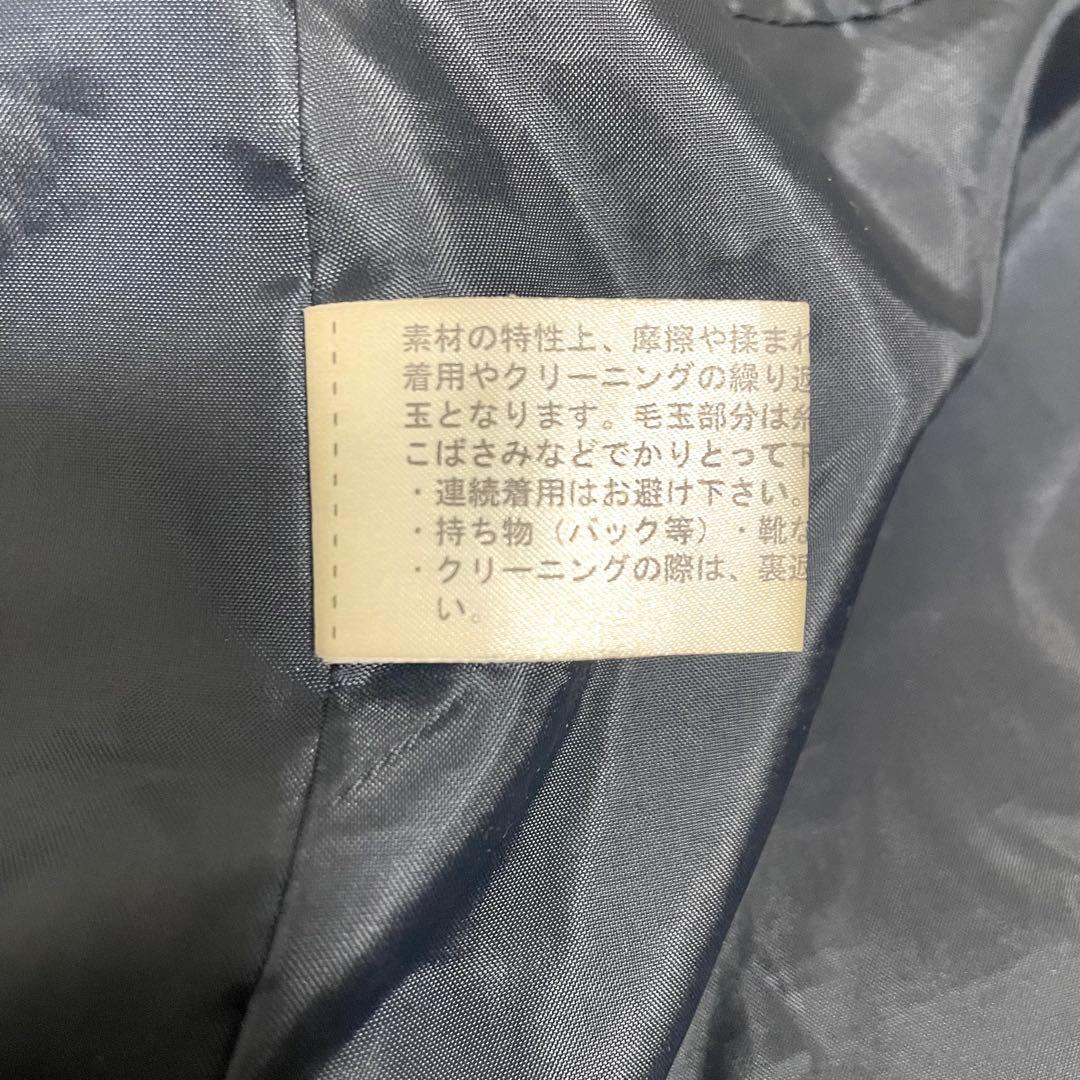 素材の特性上、摩擦や揉まれ
着用やクリーニングの繰り返
玉となります。毛玉部分は糸
こばさみなどでかりとって下
・連続着用はお避け下さい。
・持ち物（バック等）・靴な
・クリーニングの際は、裏返
い。